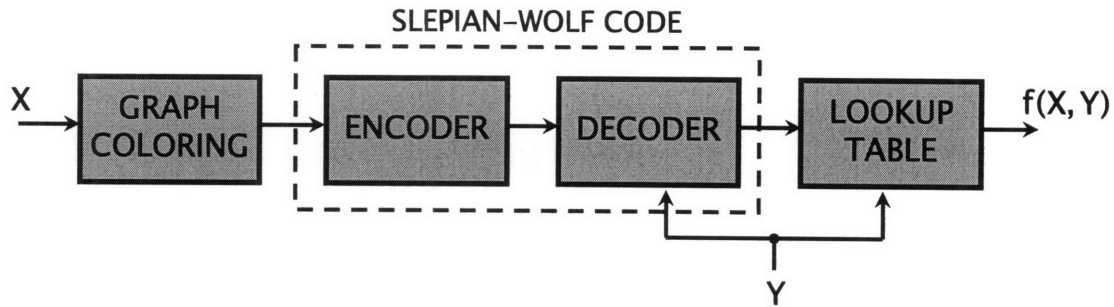 SLEPIAN–WOLF CODE
X
GRAPH
COLORING
ENCODER
DECODER
LOOKUP
TABLE
f(X, Y)
Y